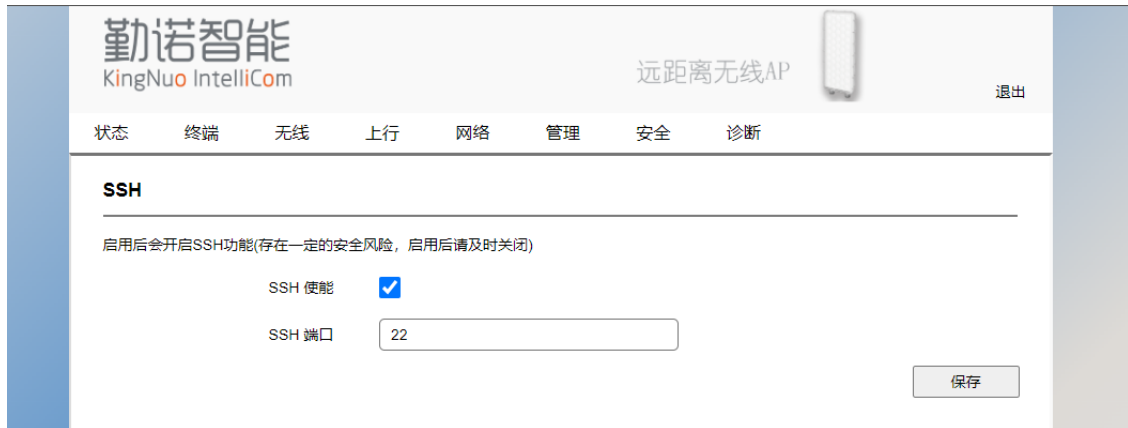 勤诺智能
KingNuo IntelliCom
远距离无线AP
退出
状态 终端 无线 上行 网络 管理 安全 诊断
SSH
启用后会开启SSH功能(存在一定的安全风险，启用后请及时关闭)
SSH 使能
SSH 端口 22
保存